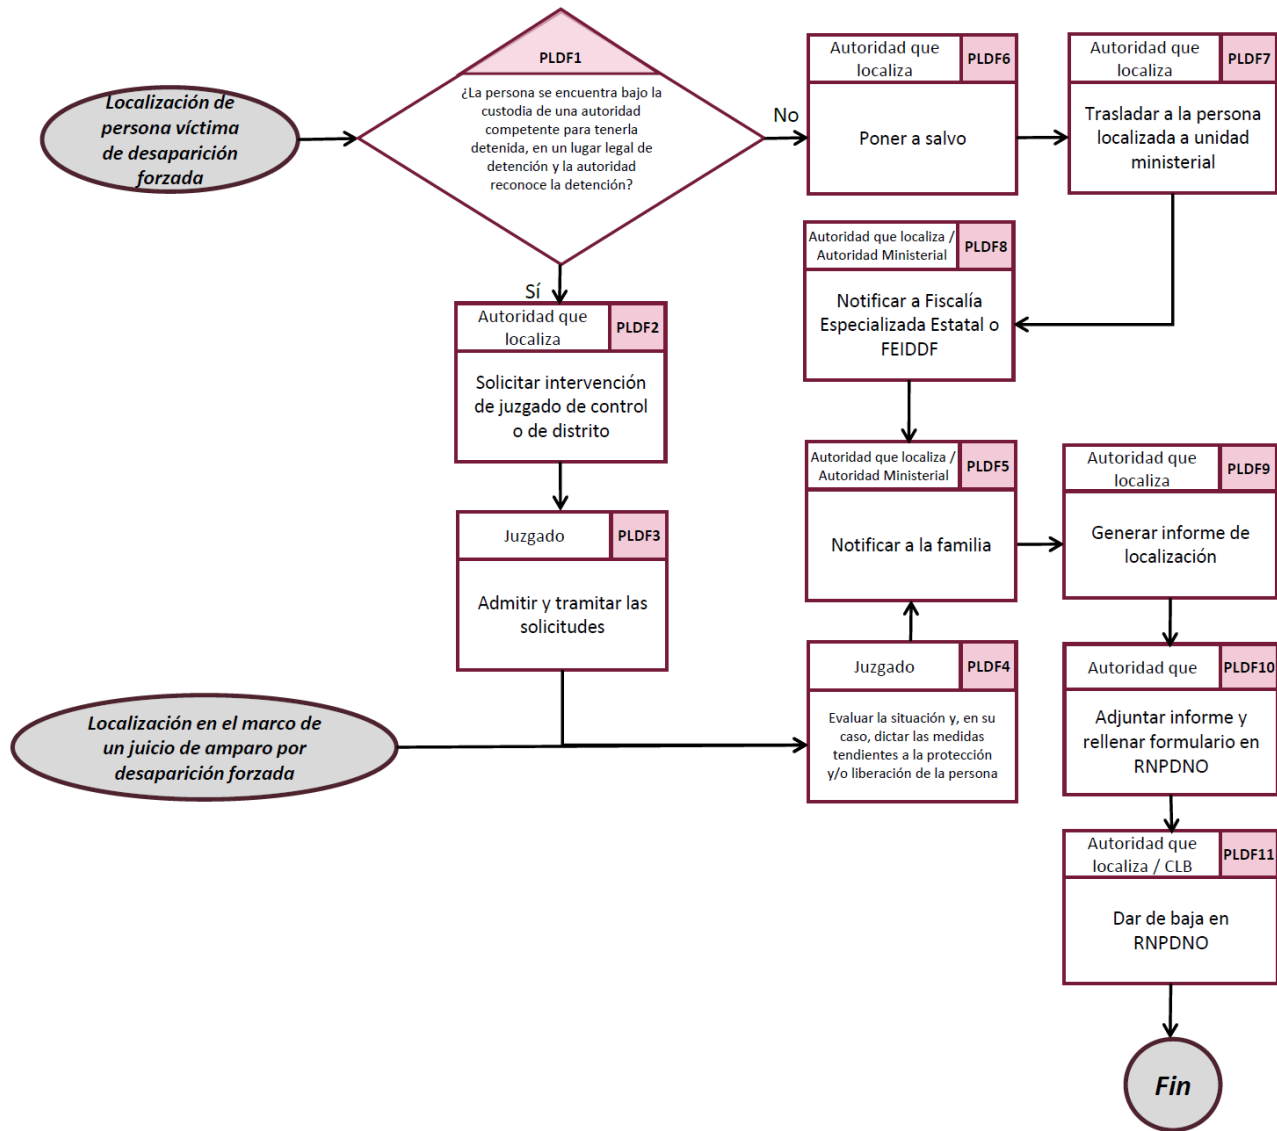 Localización de
persona víctima
de desaparición
forzada
PLDF1
¿La persona se encuentra bajo la
custodia de una autoridad
competente para tenerla
detenida, en un lugar legal de
detención y la autoridad
reconoce la detención?
No
Sí
Autoridad que
localiza
PLDF6
Poner a salvo
Autoridad que
localiza
PLDF7
Trasladar a la persona
localizada a unidad
ministerial
Autoridad que localiza /
Autoridad Ministerial
PLDF8
Notificar a Fiscalía
Especializada Estatal o
FEIDDF
Autoridad que
localiza
PLDF2
Solicitar intervención
de juzgado de control
o de distrito
Juzgado
PLDF3
Admitir y tramitar las
solicitudes
Autoridad que localiza /
Autoridad Ministerial
PLDF5
Notificar a la familia
Autoridad que
localiza
PLDF9
Generar informe de
localización
Localización en el marco de
un juicio de amparo por
desaparición forzada
Juzgado
PLDF4
Evaluar la situación y, en su
caso, dictar las medidas
tendientes a la protección
y/o liberación de la persona
Autoridad que
PLDF10
Adjuntar informe y
rellenar formulario en
RNPDNO
Autoridad que
localiza / CLB
PLDF11
Dar de baja en
RNPDNO
Fin